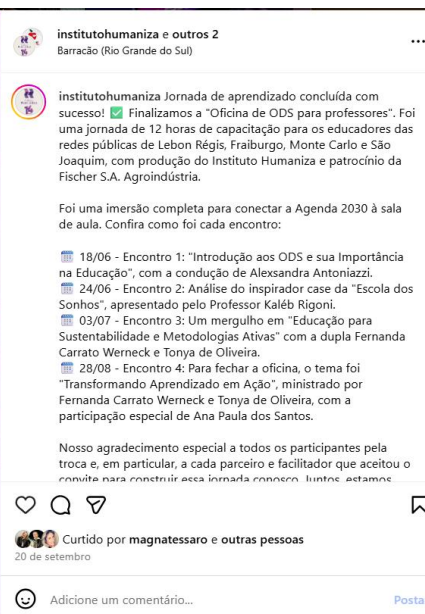 institutohumaniza e outros 2
Barracão (Rio Grande do Sul)
institutohumaniza Jornada de aprendizado concluída com
sucesso! ✅ Finalizamos a "Oficina de ODS para professores". Foi
uma jornada de 12 horas de capacitação para os educadores das
redes públicas de Lebon Régis, Fraiburgo, Monte Carlo e São
Joaquim, com produção do Instituto Humaniza e patrocínio da
Fischer S.A. Agroindústria.
Foi uma imersão completa para conectar a Agenda 2030 à sala
de aula. Confira como foi cada encontro:
🗓️ 18/06 - Encontro 1: "Introdução aos ODS e sua Importância
na Educação", com a condução de Alexsandra Antoniazzi.
🗓️ 24/06 - Encontro 2: Análise do inspirador case da "Escola dos
Sonhos", apresentado pelo Professor Kaléb Rigoni.
🗓️ 03/07 - Encontro 3: Um mergulho em "Educação para
Sustentabilidade e Metodologias Ativas" com a dupla Fernanda
Carrato Werneck e Tonya de Oliveira.
🗓️ 28/08 - Encontro 4: Para fechar a oficina, o tema foi
"Transformando Aprendizado em Ação", ministrado por
Fernanda Carrato Werneck e Tonya de Oliveira, com a
participação especial de Ana Paula dos Santos.
Nosso agradecimento especial a todos os participantes pela
troca e, em particular, a cada parceiro e facilitador que aceitou o
convite para construir essa jornada conosco. Juntos, estamos
Curtido por magnatessaro e outras pessoas
20 de setembro
Adicione um comentário...
Posta